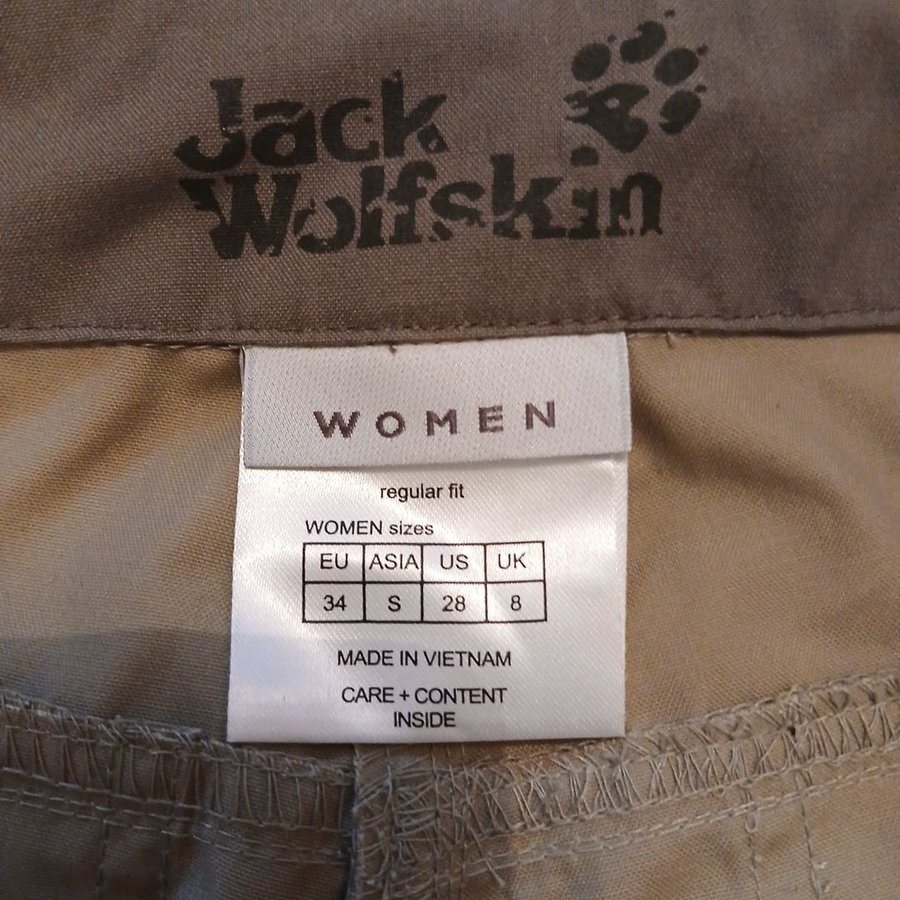 Jack
Wolfskin
WOMEN
regular fit
WOMEN sizes
EU ASIA US UK
34 S 28 8
MADE IN VIETNAM
CARE + CONTENT
INSIDE